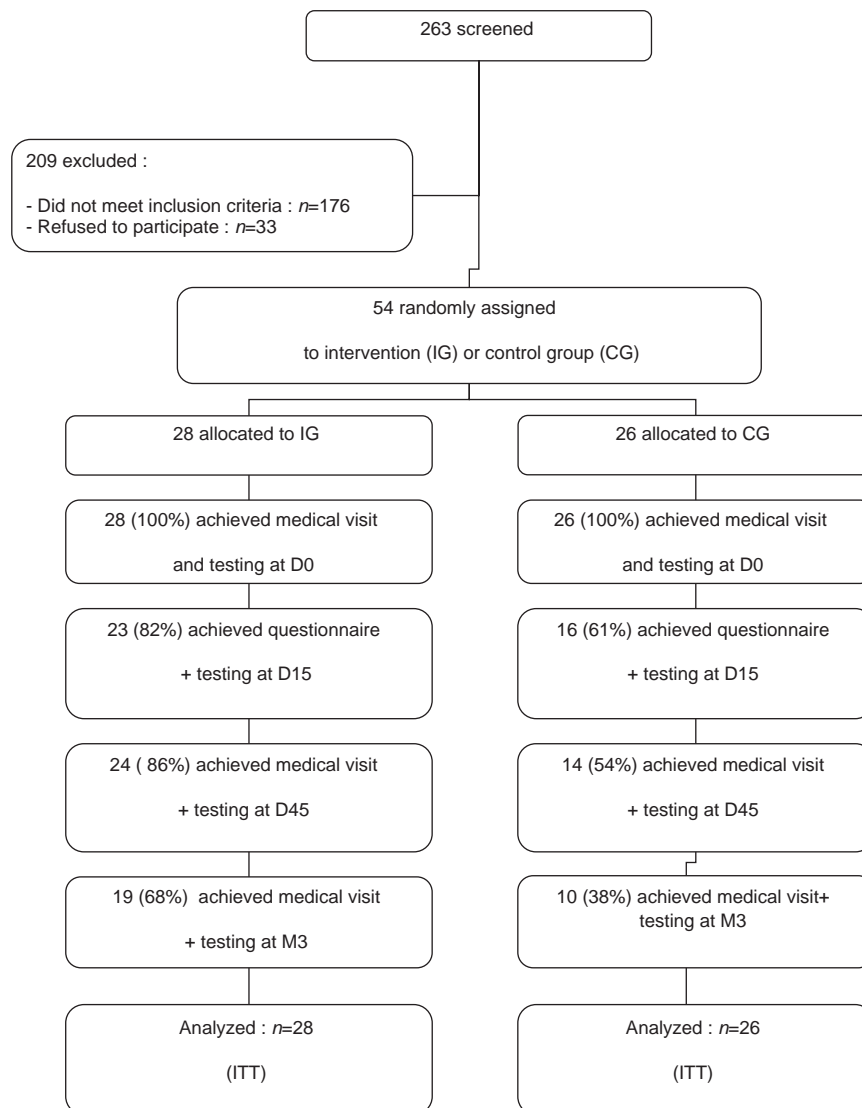 263 screened
209 excluded :
- Did not meet inclusion criteria : n=176
- Refused to participate : n=33
54 randomly assigned
to intervention (IG) or control group (CG)
28 allocated to IG
26 allocated to CG
28 (100%) achieved medical visit
and testing at D0
26 (100%) achieved medical visit
and testing at D0
23 (82%) achieved questionnaire
+ testing at D15
16 (61%) achieved questionnaire
+ testing at D15
24 ( 86%) achieved medical visit
+ testing at D45
14 (54%) achieved medical visit
+ testing at D45
19 (68%) achieved medical visit
+ testing at M3
10 (38%) achieved medical visit+
testing at M3
Analyzed : n=28
(ITT)
Analyzed : n=26
(ITT)